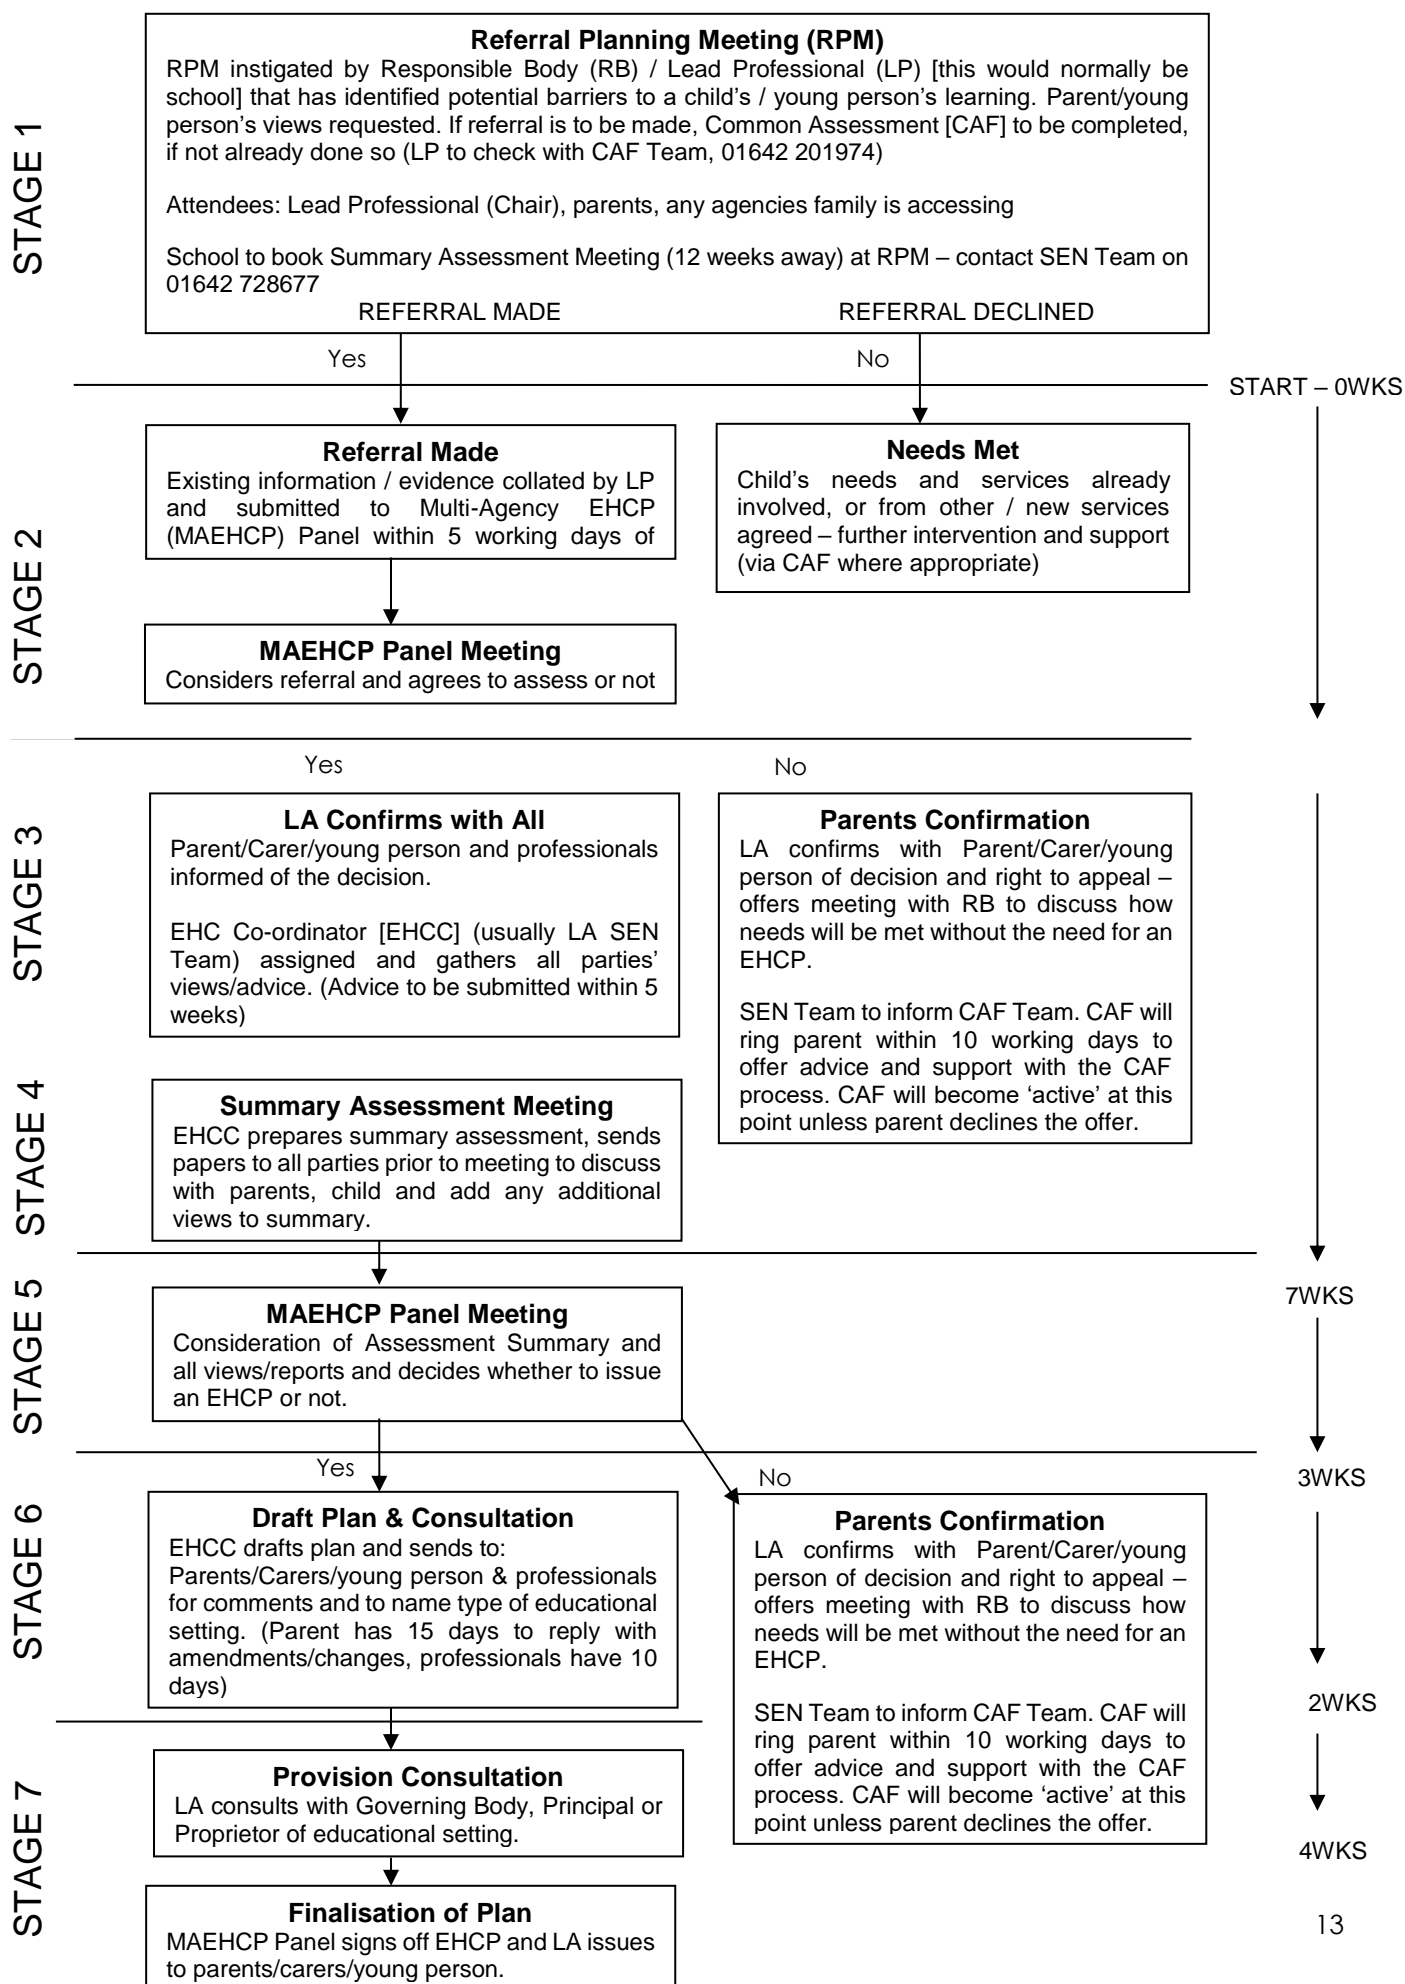 STAGE 1
Referral Planning Meeting (RPM)
RPM instigated by Responsible Body (RB) / Lead Professional (LP) [this would normally be
school] that has identified potential barriers to a child's / young person's learning. Parent/young
person's views requested. If referral is to be made, Common Assessment [CAF] to be completed,
if not already done so (LP to check with CAF Team, 01642 201974)
Attendees: Lead Professional (Chair), parents, any agencies family is accessing
School to book Summary Assessment Meeting (12 weeks away) at RPM – contact SEN Team on
01642 728677
REFERRAL MADE
REFERRAL DECLINED
Yes
No
START – 0WKS
STAGE 2
Referral Made
Existing information / evidence collated by LP
and submitted to Multi-Agency EHCP
(MAEHCP) Panel within 5 working days of
Needs Met
Child's needs and services already
involved, or from other / new services
agreed – further intervention and support
(via CAF where appropriate)
MAEHCP Panel Meeting
Considers referral and agrees to assess or not
Yes
No
STAGE 3
LA Confirms with All
Parent/Carer/young person and professionals
informed of the decision.
EHC Co-ordinator [EHCC] (usually LA SEN
Team) assigned and gathers all parties'
views/advice. (Advice to be submitted within 5
weeks)
Parents Confirmation
LA confirms with Parent/Carer/young
person of decision and right to appeal –
offers meeting with RB to discuss how
needs will be met without the need for an
EHCP.
SEN Team to inform CAF Team. CAF will
ring parent within 10 working days to
offer advice and support with the CAF
process. CAF will become 'active' at this
point unless parent declines the offer.
STAGE 4
Summary Assessment Meeting
EHCC prepares summary assessment, sends
papers to all parties prior to meeting to discuss
with parents, child and add any additional
views to summary.
STAGE 5
7WKS
MAEHCP Panel Meeting
Consideration of Assessment Summary and
all views/reports and decides whether to issue
an EHCP or not.
Yes
No
3WKS
STAGE 6
Draft Plan & Consultation
EHCC drafts plan and sends to:
Parents/Carers/young person & professionals
for comments and to name type of educational
setting. (Parent has 15 days to reply with
amendments/changes, professionals have 10
days)
Parents Confirmation
LA confirms with Parent/Carer/young
person of decision and right to appeal –
offers meeting with RB to discuss how
needs will be met without the need for an
EHCP.
SEN Team to inform CAF Team. CAF will
ring parent within 10 working days to
offer advice and support with the CAF
process. CAF will become 'active' at this
point unless parent declines the offer.
2WKS
STAGE 7
Provision Consultation
LA consults with Governing Body, Principal or
Proprietor of educational setting.
4WKS
Finalisation of Plan
MAEHCP Panel signs off EHCP and LA issues
to parents/carers/young person.
13